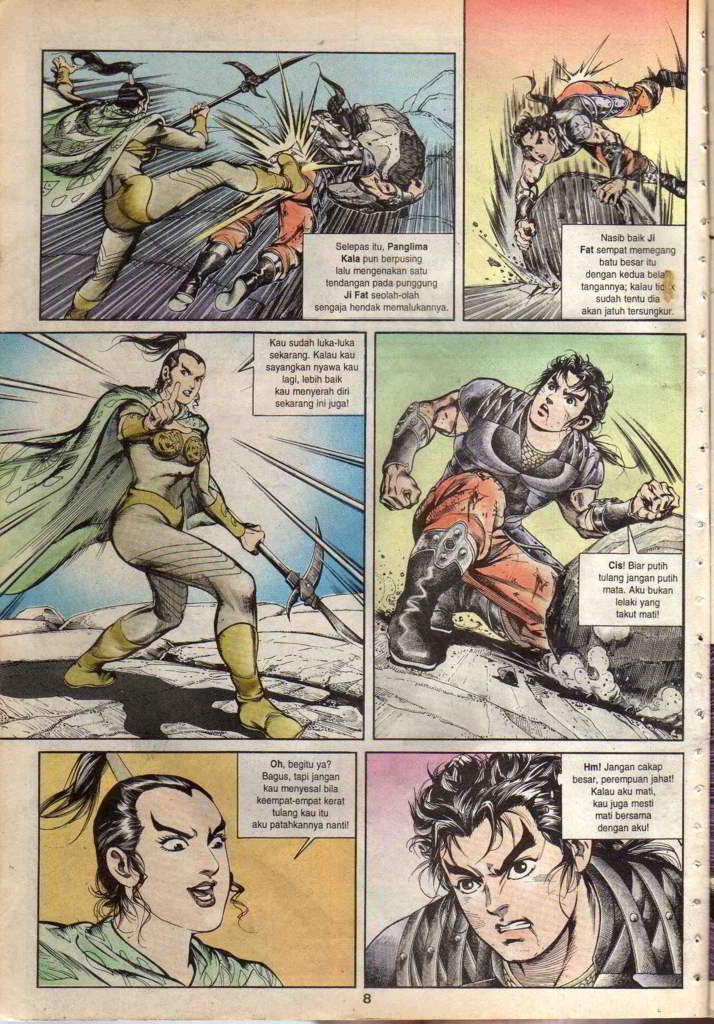 Selepas itu, Panglima
Kala pun berpusing
lalu mengenakan satu
tendangan pada punggung
Ji Fat seolah-olah
sengaja hendak memalukannya.
Nasib baik Ji
Fat sempat memegang
batu besar itu
dengan kedua belah
tangannya; kalau tidak
sudah tentu dia
akan jatuh tersungkur.
Kau sudah luka-luka
sekarang. Kalau kau
sayangkan nyawa kau
lagi, lebih baik
kau menyerah diri
sekarang ini juga!
Cis! Biar putih
tulang jangan putih
mata. Aku bukan
lelaki yang
takut mati!
Oh, begitu ya?
Bagus, tapi jangan
kau menyesal bila
keempat-empat kerat
tulang kau itu
aku patahkannya nanti!
Hm! Jangan cakap
besar, perempuan jahat!
Kalau aku mati,
kau juga mesti
mati bersama
dengan aku!
8